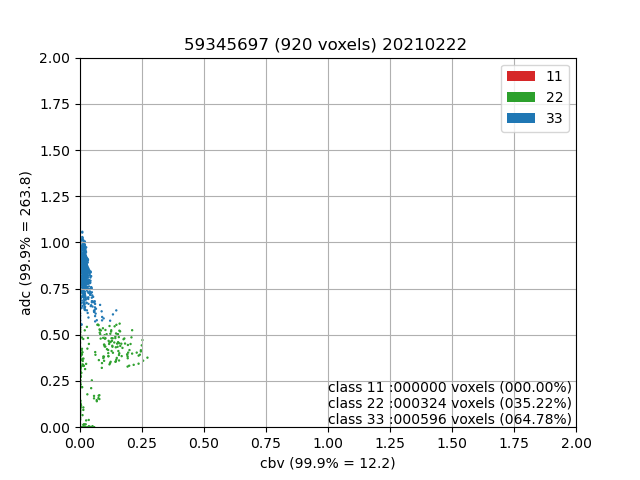 59345697 (920 voxels) 20210222
2.00
1.75
1.50
1.25
1.00
0.75
0.50
0.25
0.00
adc (99.9% = 263.8)
11
22
33
class 11 :000000 voxels (000.00%)
class 22 :000324 voxels (035.22%)
class 33 :000596 voxels (064.78%)
0.00 0.25 0.50 0.75 1.00 1.25 1.50 1.75 2.00
cbv (99.9% = 12.2)